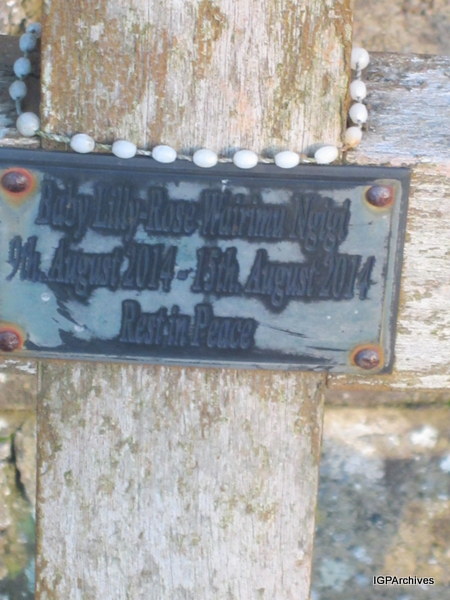 Baby Lilly-Rose Wairimu Ngigi
9th. August 2014 - 15th. August 2014
Rest in Peace
IGPArchives